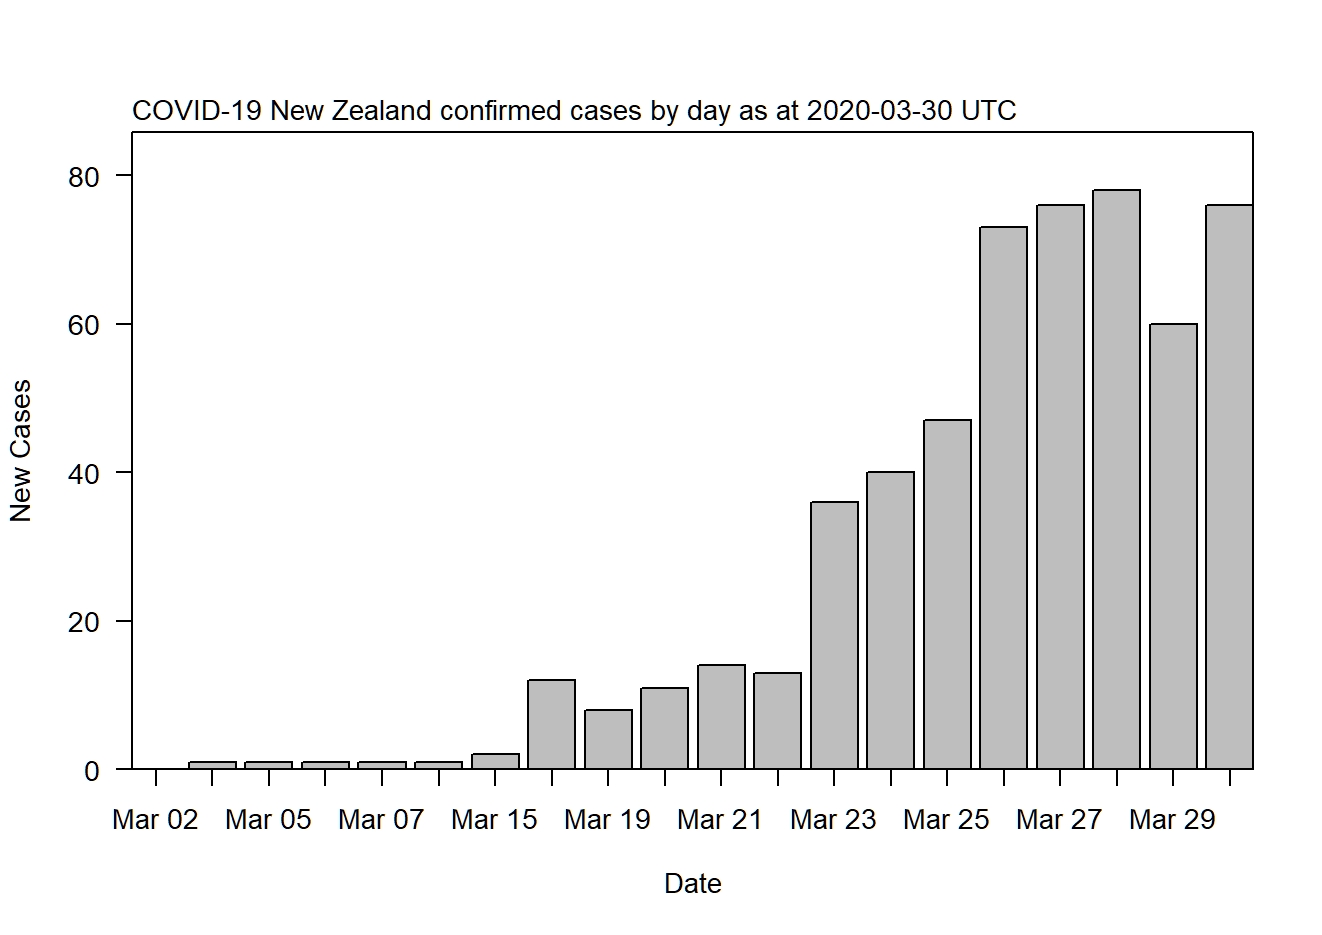 COVID-19 New Zealand confirmed cases by day as at 2020-03-30 UTC
80
60
40
20
0
New Cases
Mar 02 Mar 05 Mar 07 Mar 15 Mar 19 Mar 21 Mar 23 Mar 25 Mar 27 Mar 29
Date